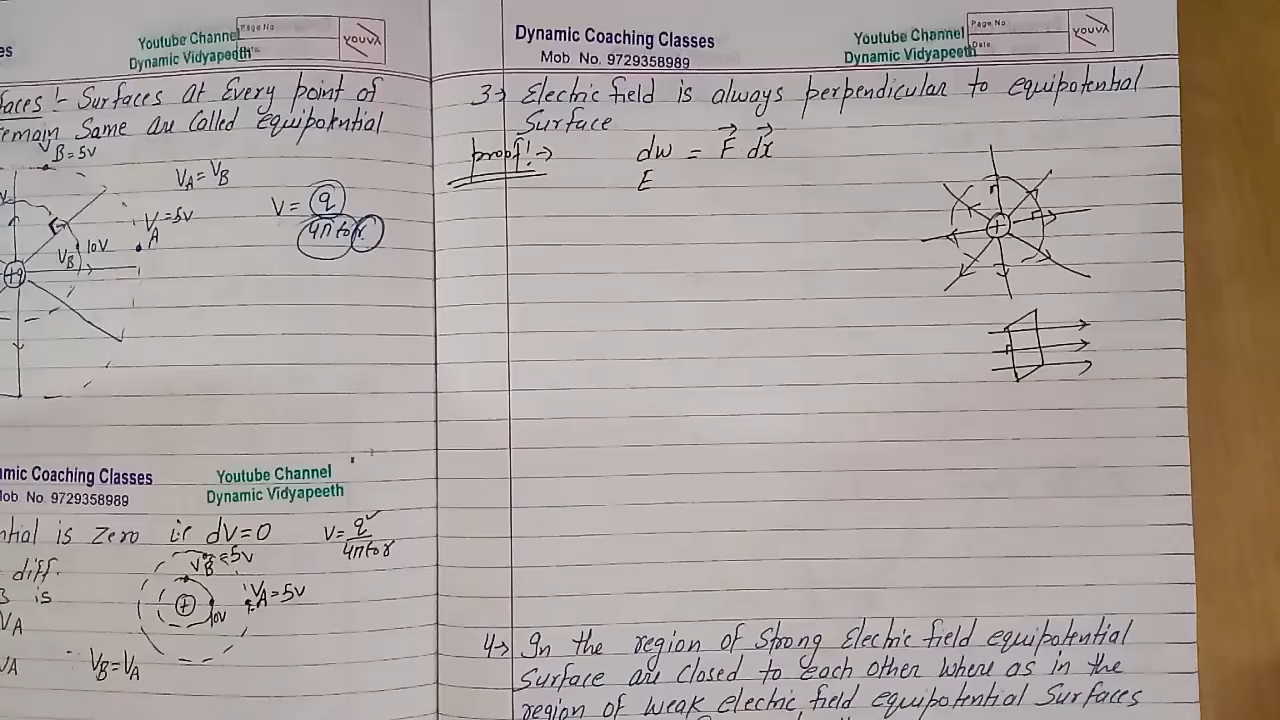 es
Youtube Channel
Dynamic Vidyapeeth
Page No
Date
YOUVA
faces :- Surfaces at Every point of
remain Same are Called equipotential
VB = 5V
VA = VB
V = 5V
A
VB
10V
+q
V = q / 4πε0r
amic Coaching Classes
Mob No 9729358989
Youtube Channel
Dynamic Vidyapeeth
ntial is Zero ie dV=0
V= q / 4πε0r
diff.
VB = 5V
B is
VA = 5V
10V
+
VA
VB = VA
Dynamic Coaching Classes
Mob No. 9729358989
Youtube Channel
Dynamic Vidyapeeth
Page No
Date
YOUVA
3→ Electric field is always perpendicular to equipotential
Surface
proof!→ dw = F dx
E
+
4→ In the region of Strong Electric field equipotential
Surface are closed to each other where as in the
region of weak electric field equipotential Surfaces